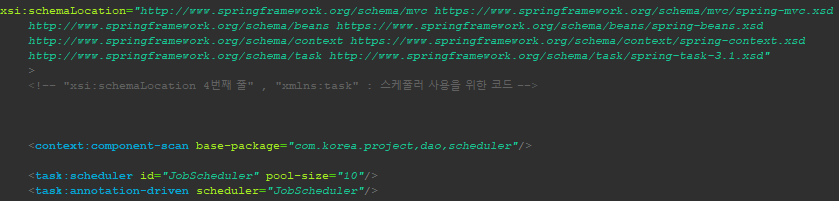 xsi:schemaLocation="http://www.springframework.org/schema/mvc https://www.springframework.org/schema/mvc/spring-mvc.xsd
http://www.springframework.org/schema/beans https://www.springframework.org/schema/beans/spring-beans.xsd
http://www.springframework.org/schema/context https://www.springframework.org/schema/context/spring-context.xsd
http://www.springframework.org/schema/task http://www.springframework.org/schema/task/spring-task-3.1.xsd"
>
<!-- "xsi:schemaLocation 4번째 줄" , "xmlns:task" : 스케쥴러 사용을 위한 코드 -->
<context:component-scan base-package="com.korea.project,dao,scheduler"/>
<task:scheduler id="JobScheduler" pool-size="10"/>
<task:annotation-driven scheduler="JobScheduler"/>